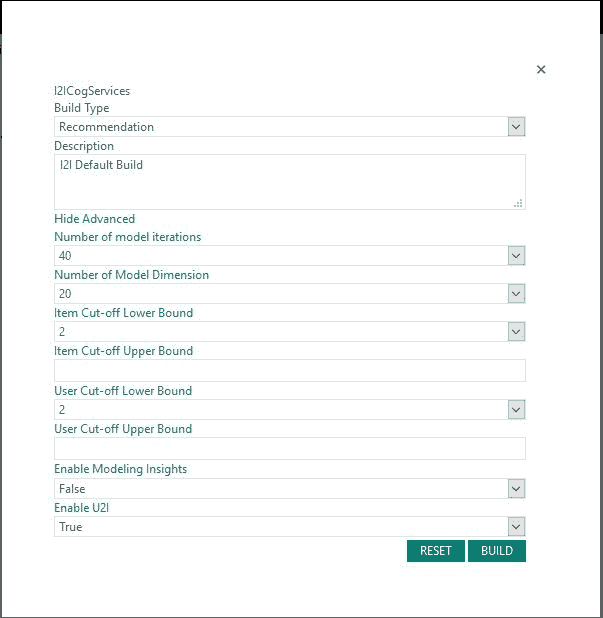 I2ICogServices
Build Type
Recommendation
Description
I2I Default Build
Hide Advanced
Number of model iterations
40
Number of Model Dimension
20
Item Cut-off Lower Bound
2
Item Cut-off Upper Bound
User Cut-off Lower Bound
2
User Cut-off Upper Bound
Enable Modeling Insights
False
Enable U2I
True
RESET BUILD